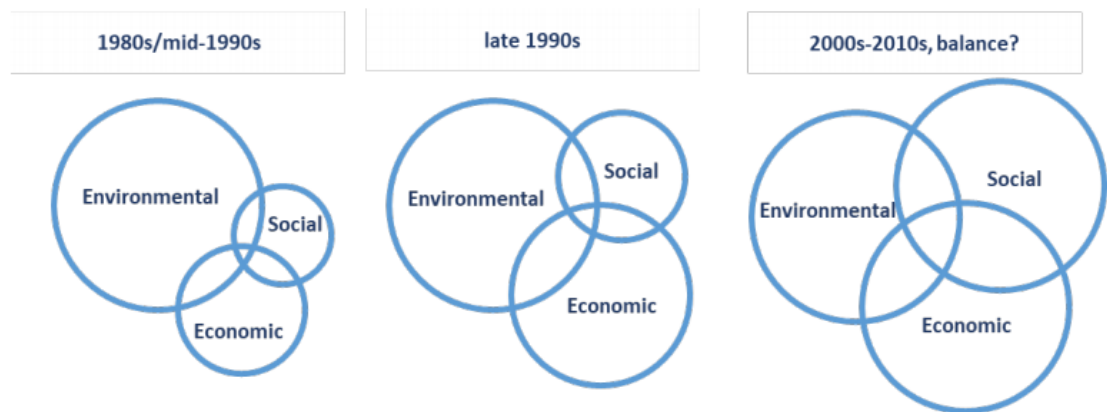 1980s/mid-1990s
late 1990s
2000s-2010s, balance?
Environmental
Social
Economic
Environmental
Social
Economic
Environmental
Social
Economic